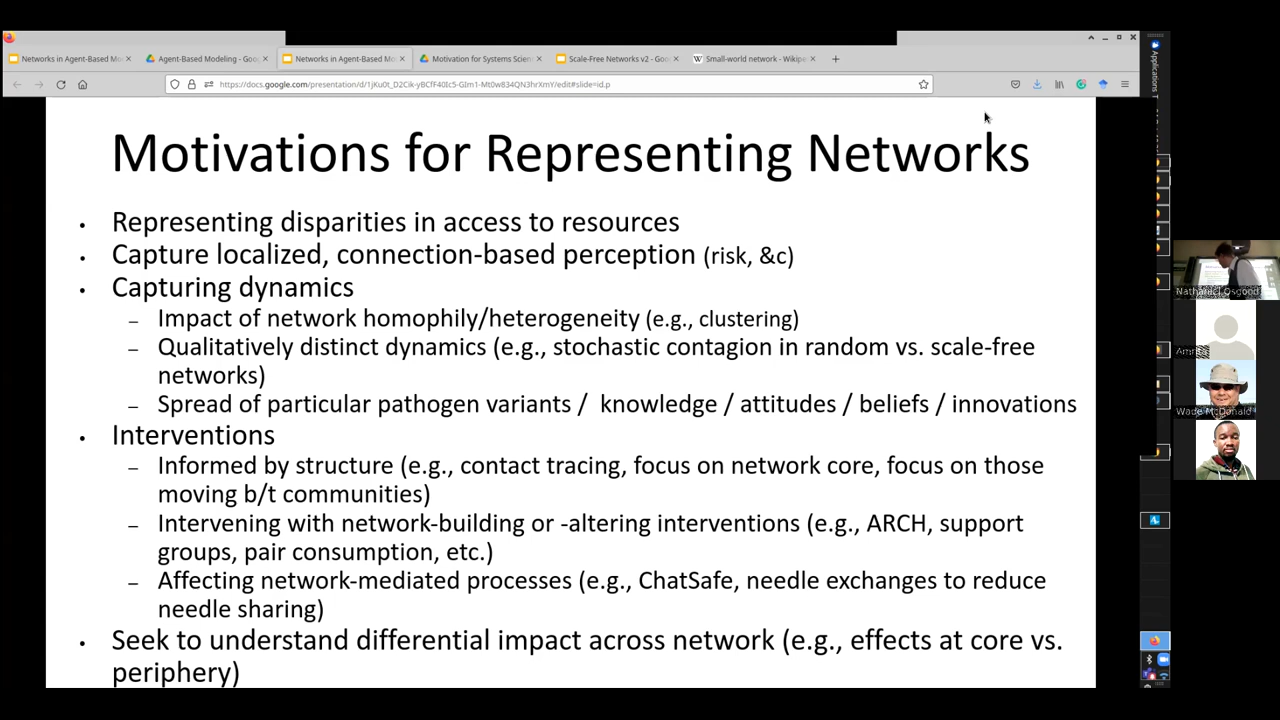 Networks in Agent-Based Mo
Agent-Based Modeling - Goo
Networks in Agent-Based Mo
Motivation for Systems Scien
Scale-Free Networks v2 - Goo
Small-world network - Wikipe
Applications
Motivations for Representing Networks
• Representing disparities in access to resources
• Capture localized, connection-based perception (risk, &c)
• Capturing dynamics
– Impact of network homophily/heterogeneity (e.g., clustering)
– Qualitatively distinct dynamics (e.g., stochastic contagion in random vs. scale-free
networks)
– Spread of particular pathogen variants / knowledge / attitudes / beliefs / innovations
• Interventions
– Informed by structure (e.g., contact tracing, focus on network core, focus on those
moving b/t communities)
– Intervening with network-building or -altering interventions (e.g., ARCH, support
groups, pair consumption, etc.)
– Affecting network-mediated processes (e.g., ChatSafe, needle exchanges to reduce
needle sharing)
• Seek to understand differential impact across network (e.g., effects at core vs.
periphery)
Nathaniel Osgood
Wade McDonald